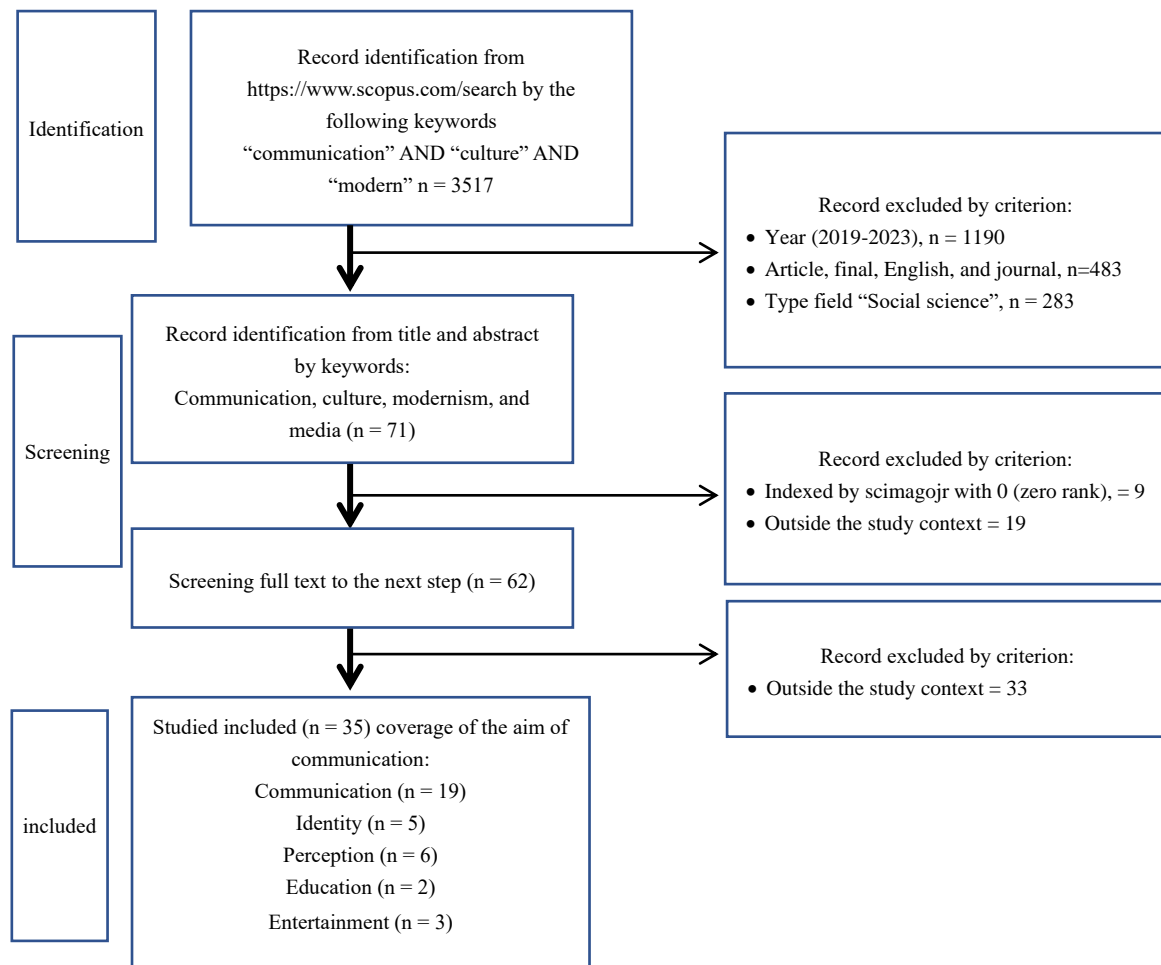 Identification
Record identification from
https://www.scopus.com/search by the
following keywords
“communication” AND “culture” AND
“modern” n = 3517
Record excluded by criterion:
• Year (2019-2023), n = 1190
• Article, final, English, and journal, n=483
• Type field “Social science”, n = 283
Screening
Record identification from title and abstract
by keywords:
Communication, culture, modernism, and
media (n = 71)
Record excluded by criterion:
• Indexed by scimagojr with 0 (zero rank), = 9
• Outside the study context = 19
Screening full text to the next step (n = 62)
Record excluded by criterion:
• Outside the study context = 33
included
Studied included (n = 35) coverage of the aim of
communication:
Communication (n = 19)
Identity (n = 5)
Perception (n = 6)
Education (n = 2)
Entertainment (n = 3)